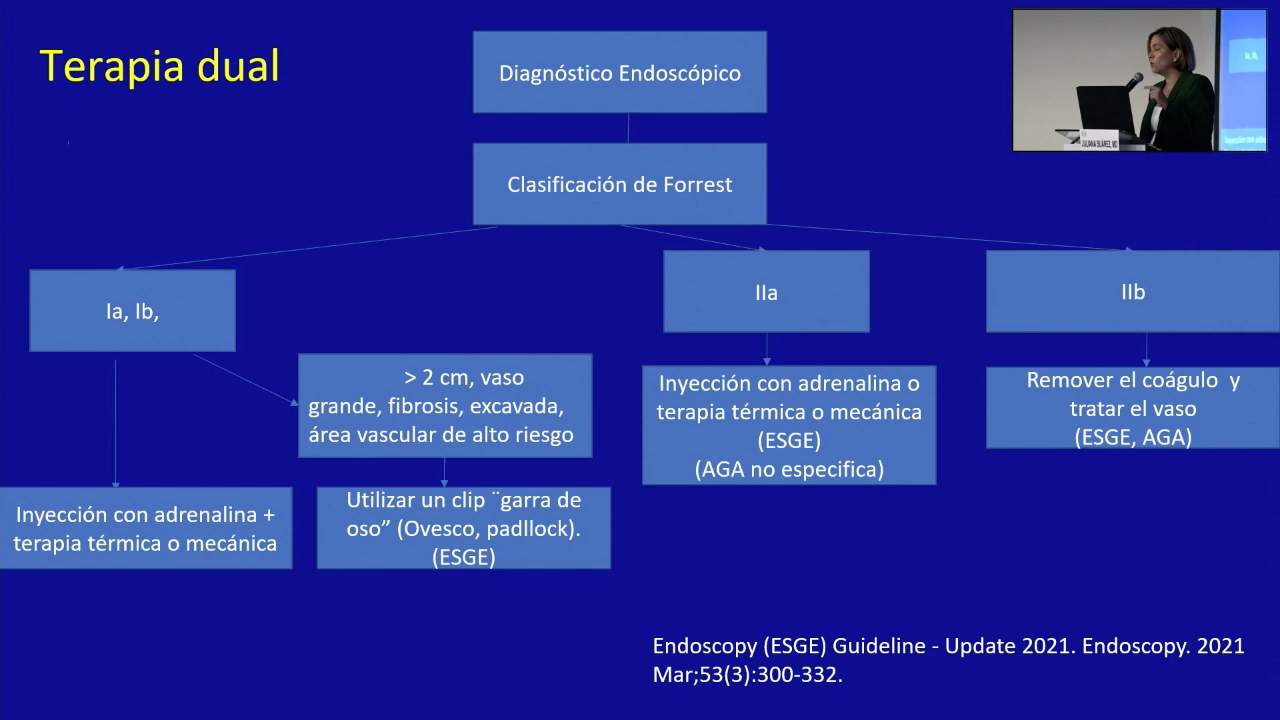 Terapia dual
Diagnóstico Endoscópico
JULIANA SUÁREZ, MD
Clasificación de Forrest
Ia, Ib,
IIa
IIb
> 2 cm, vaso
grande, fibrosis, excavada,
área vascular de alto riesgo
Inyección con adrenalina o
terapia térmica o mecánica
(ESGE)
(AGA no especifica)
Remover el coágulo y
tratar el vaso
(ESGE, AGA)
Inyección con adrenalina +
terapia térmica o mecánica
Utilizar un clip ¨garra de
oso” (Ovesco, padllock).
(ESGE)
Endoscopy (ESGE) Guideline - Update 2021. Endoscopy. 2021
Mar;53(3):300-332.